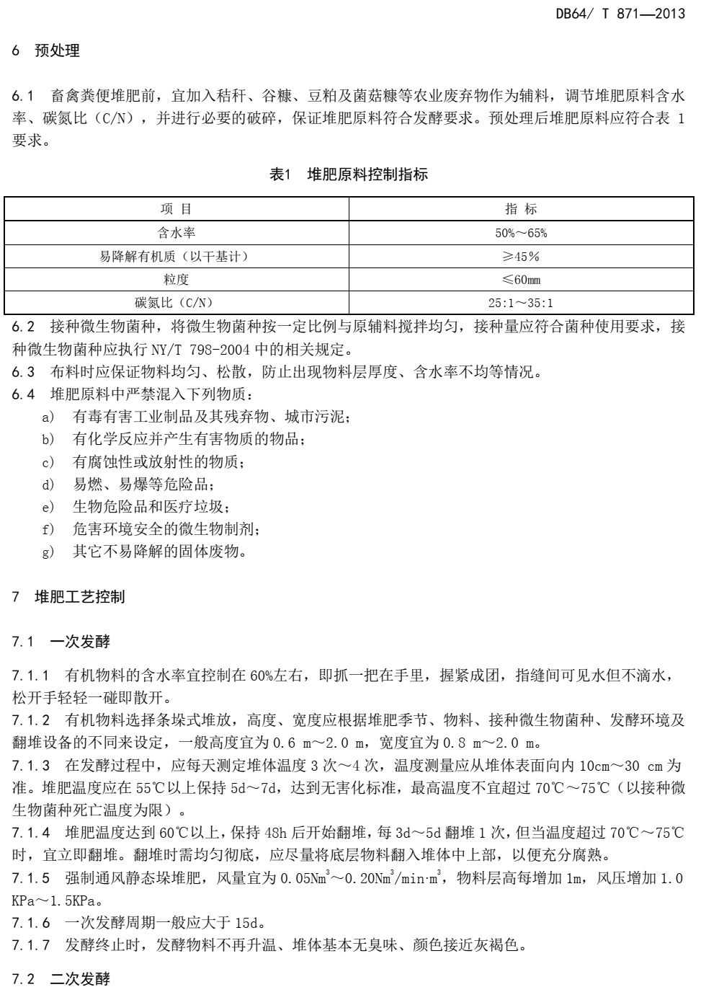 DB64/ T 871—2013
6 预处理
6.1 畜禽粪便堆肥前，宜加入秸秆、谷糠、豆粕及菌菇糠等农业废弃物作为辅料，调节堆肥原料含水
率、碳氮比（C/N），并进行必要的破碎，保证堆肥原料符合发酵要求。预处理后堆肥原料应符合表 1
要求。
表1 堆肥原料控制指标
项 目 指 标
含水率 50%～65%
易降解有机质（以干基计） ≥45％
粒度 ≤60mm
碳氮比（C/N） 25:1～35:1
6.2 接种微生物菌种，将微生物菌种按一定比例与原辅料搅拌均匀，接种量应符合菌种使用要求，接
种微生物菌种应执行 NY/T 798-2004 中的相关规定。
6.3 布料时应保证物料均匀、松散，防止出现物料层厚度、含水率不均等情况。
6.4 堆肥原料中严禁混入下列物质：
a) 有毒有害工业制品及其残弃物、城市污泥；
b) 有化学反应并产生有害物质的物品；
c) 有腐蚀性或放射性的物质；
d) 易燃、易爆等危险品；
e) 生物危险品和医疗垃圾；
f) 危害环境安全的微生物制剂；
g) 其它不易降解的固体废物。
7 堆肥工艺控制
7.1 一次发酵
7.1.1 有机物料的含水率宜控制在 60%左右，即抓一把在手里，握紧成团，指缝间可见水但不滴水，
松开手轻轻一碰即散开。
7.1.2 有机物料选择条垛式堆放，高度、宽度应根据堆肥季节、物料、接种微生物菌种、发酵环境及
翻堆设备的不同来设定，一般高度宜为 0.6 m～2.0 m，宽度宜为 0.8 m～2.0 m。
7.1.3 在发酵过程中，应每天测定堆体温度 3 次～4 次，温度测量应从堆体表面向内 10cm～30 cm 为
准。堆肥温度应在 55℃以上保持 5d～7d，达到无害化标准，最高温度不宜超过 70℃～75℃（以接种微
生物菌种死亡温度为限）。
7.1.4 堆肥温度达到 60℃以上，保持 48h 后开始翻堆，每 3d～5d 翻堆 1 次，但当温度超过 70℃～75℃
时，宜立即翻堆。翻堆时需均匀彻底，应尽量将底层物料翻入堆体中上部，以便充分腐熟。
7.1.5 强制通风静态垛堆肥，风量宜为 0.05Nm³～0.20Nm³/min·m³，物料层高每增加 1m，风压增加 1.0
KPa～1.5KPa。
7.1.6 一次发酵周期一般应大于 15d。
7.1.7 发酵终止时，发酵物料不再升温、堆体基本无臭味、颜色接近灰褐色。
7.2 二次发酵